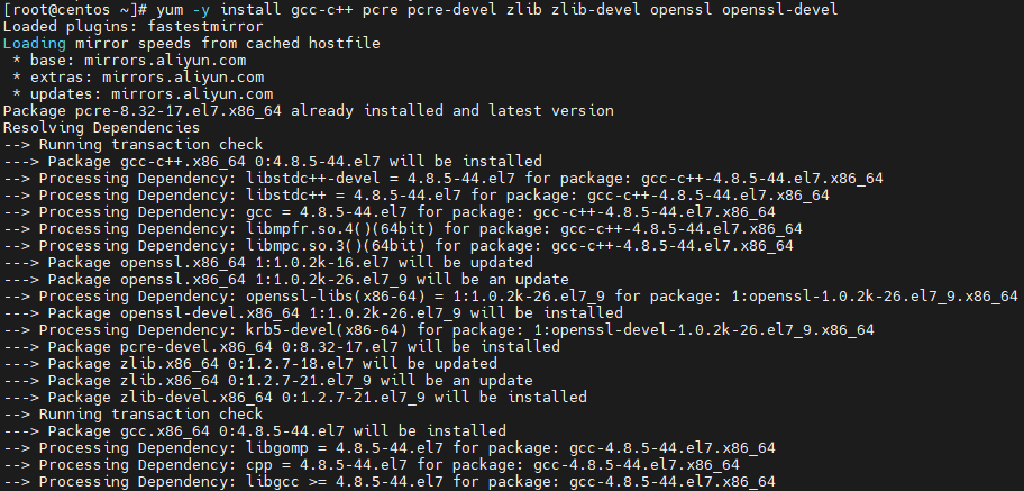 [root@centos ~]# yum -y install gcc-c++ pcre pcre-devel zlib zlib-devel openssl openssl-devel
Loaded plugins: fastestmirror
Loading mirror speeds from cached hostfile
 * base: mirrors.aliyun.com
 * extras: mirrors.aliyun.com
 * updates: mirrors.aliyun.com
Package pcre-8.32-17.el7.x86_64 already installed and latest version
Resolving Dependencies
--> Running transaction check
---> Package gcc-c++.x86_64 0:4.8.5-44.el7 will be installed
--> Processing Dependency: libstdc++-devel = 4.8.5-44.el7 for package: gcc-c++-4.8.5-44.el7.x86_64
--> Processing Dependency: libstdc++ = 4.8.5-44.el7 for package: gcc-c++-4.8.5-44.el7.x86_64
--> Processing Dependency: gcc = 4.8.5-44.el7 for package: gcc-c++-4.8.5-44.el7.x86_64
--> Processing Dependency: libmpfr.so.4()(64bit) for package: gcc-c++-4.8.5-44.el7.x86_64
--> Processing Dependency: libmpc.so.3()(64bit) for package: gcc-c++-4.8.5-44.el7.x86_64
---> Package openssl.x86_64 1:1.0.2k-16.el7 will be updated
---> Package openssl.x86_64 1:1.0.2k-26.el7_9 will be an update
--> Processing Dependency: openssl-libs(x86-64) = 1:1.0.2k-26.el7_9 for package: 1:openssl-1.0.2k-26.el7_9.x86_64
---> Package openssl-devel.x86_64 1:1.0.2k-26.el7_9 will be installed
--> Processing Dependency: krb5-devel(x86-64) for package: 1:openssl-devel-1.0.2k-26.el7_9.x86_64
---> Package pcre-devel.x86_64 0:8.32-17.el7 will be installed
---> Package zlib.x86_64 0:1.2.7-18.el7 will be updated
---> Package zlib.x86_64 0:1.2.7-21.el7_9 will be an update
---> Package zlib-devel.x86_64 0:1.2.7-21.el7_9 will be installed
--> Running transaction check
---> Package gcc.x86_64 0:4.8.5-44.el7 will be installed
--> Processing Dependency: libgomp = 4.8.5-44.el7 for package: gcc-4.8.5-44.el7.x86_64
--> Processing Dependency: cpp = 4.8.5-44.el7 for package: gcc-4.8.5-44.el7.x86_64
--> Processing Dependency: libgcc >= 4.8.5-44.el7 for package: gcc-4.8.5-44.el7.x86_64